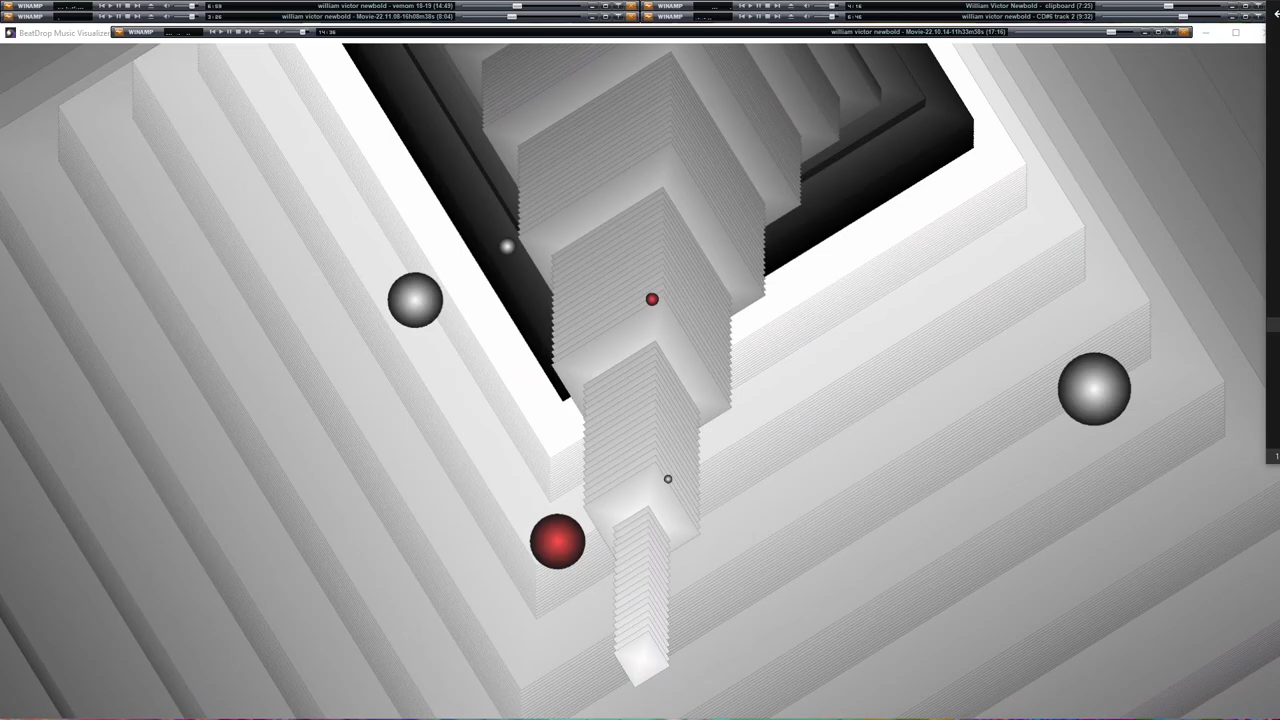 WINAMP 6:59 william victor newbold - venom 18-19 (14:49)
WINAMP 4:16 William Victor Newbold - clipboard (7:25)
WINAMP 3:26 william victor newbold - Movie-22.11.08-16h08m38s (8:04)
WINAMP 6:46 william victor newbold - CD#6 track 2 (9:32)
BeatDrop Music Visualizer
WINAMP 14:36 william victor newbold - Movie-22.10.14-11h33m58s (17:16)
1